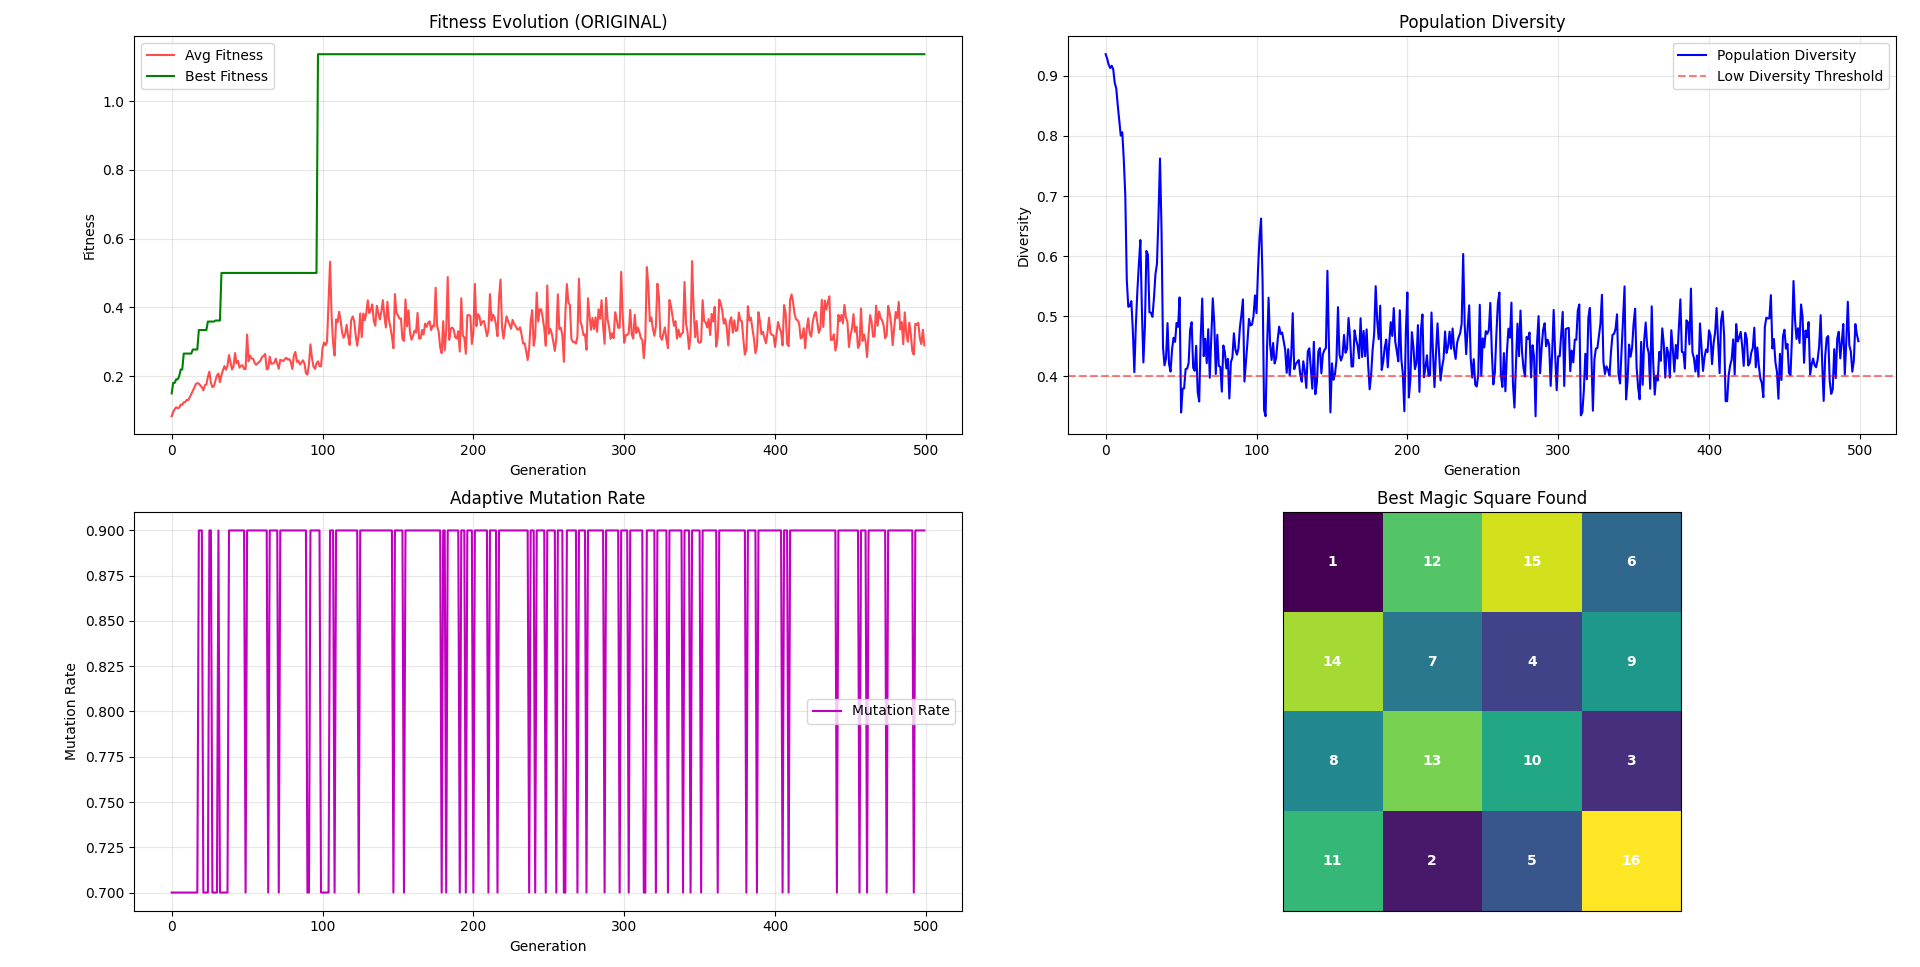 Fitness Evolution (ORIGINAL)
Avg Fitness
Best Fitness
Fitness
1.0
0.8
0.6
0.4
0.2
0 100 200 300 400 500
Generation
Population Diversity
Population Diversity
Low Diversity Threshold
Diversity
0.9
0.8
0.7
0.6
0.5
0.4
0 100 200 300 400 500
Generation
Adaptive Mutation Rate
Mutation Rate
Mutation Rate
0.900
0.875
0.850
0.825
0.800
0.775
0.750
0.725
0.700
0 100 200 300 400 500
Generation
Best Magic Square Found
1 12 15 6
14 7 4 9
8 13 10 3
11 2 5 16